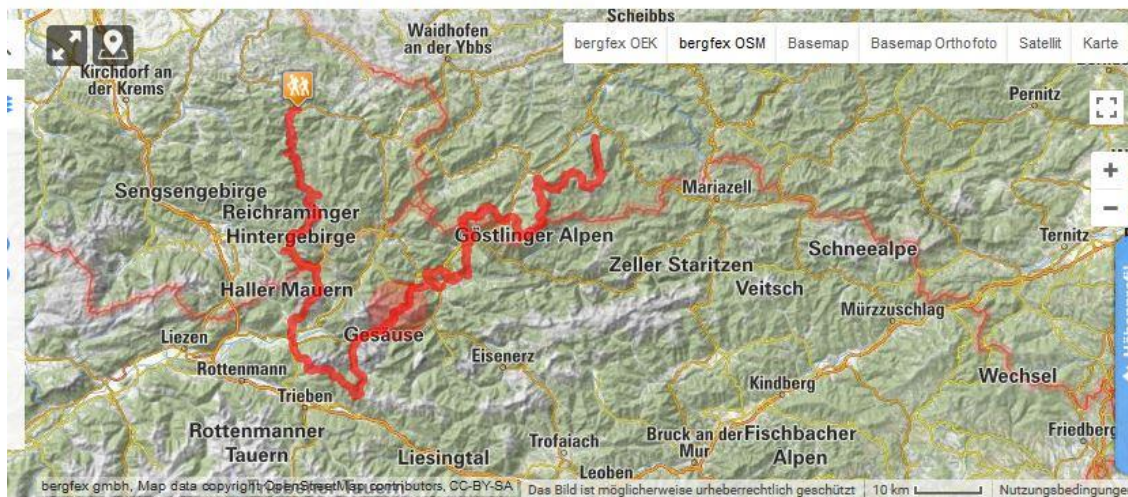 Scheibbs
Waidhofen
an der Ybbs
bergfex OEK bergfex OSM Basemap Basemap Orthofoto Satellit Karte
Kirchdorf an
der Krems
Pernitz
Sengsengebirge
Mariazell
Reichraminger
Hintergebirge
Göstlinger Alpen
Schneealpe
Ternitz
Zeller Staritzen
Haller Mauern
Veitsch
Mürzzuschlag
Liezen
Gesäuse
Eisenerz
Rottenmann
Wechsel
Trieben
Kindberg
Rottenmanner
Tauern
Trofaiach
Bruck an der
Mur
Fischbacher
Alpen
Friedberg
Liesingtal
Leoben
bergfex gmbh, Map data copyright OpenStreetMap contributors, CC-BY-SA
Das Bild ist möglicherweise urheberrechtlich geschützt
10 km
Nutzungsbedingungen